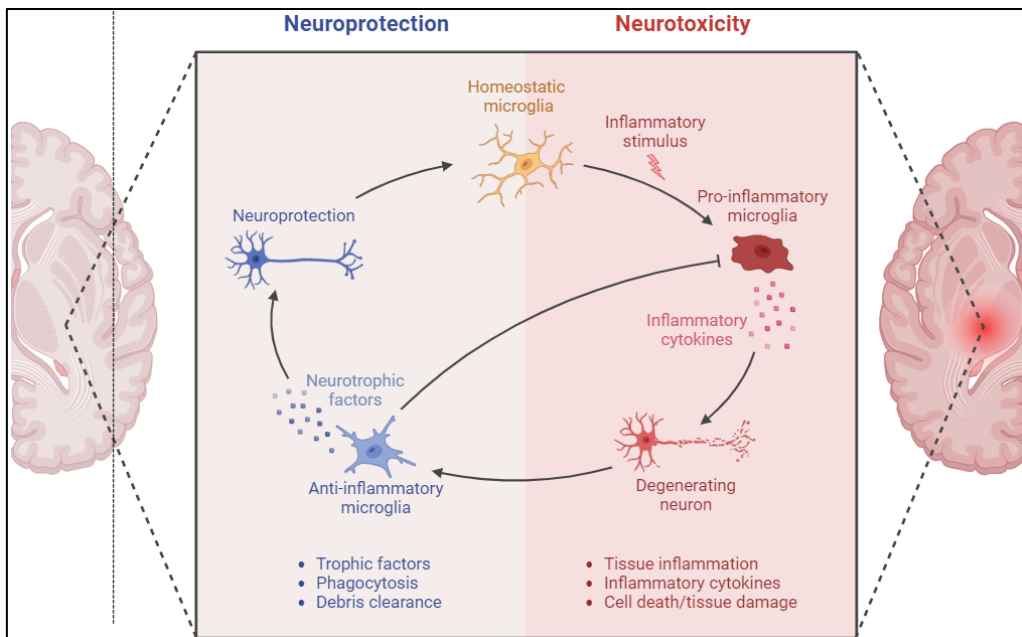 Neuroprotection
Neurotoxicity
Homeostatic
microglia
Inflammatory
stimulus
Pro-inflammatory
microglia
Neuroprotection
Inflammatory
cytokines
Neurotrophic
factors
Anti-inflammatory
microglia
Degenerating
neuron
• Trophic factors
• Phagocytosis
• Debris clearance
• Tissue inflammation
• Inflammatory cytokines
• Cell death/tissue damage